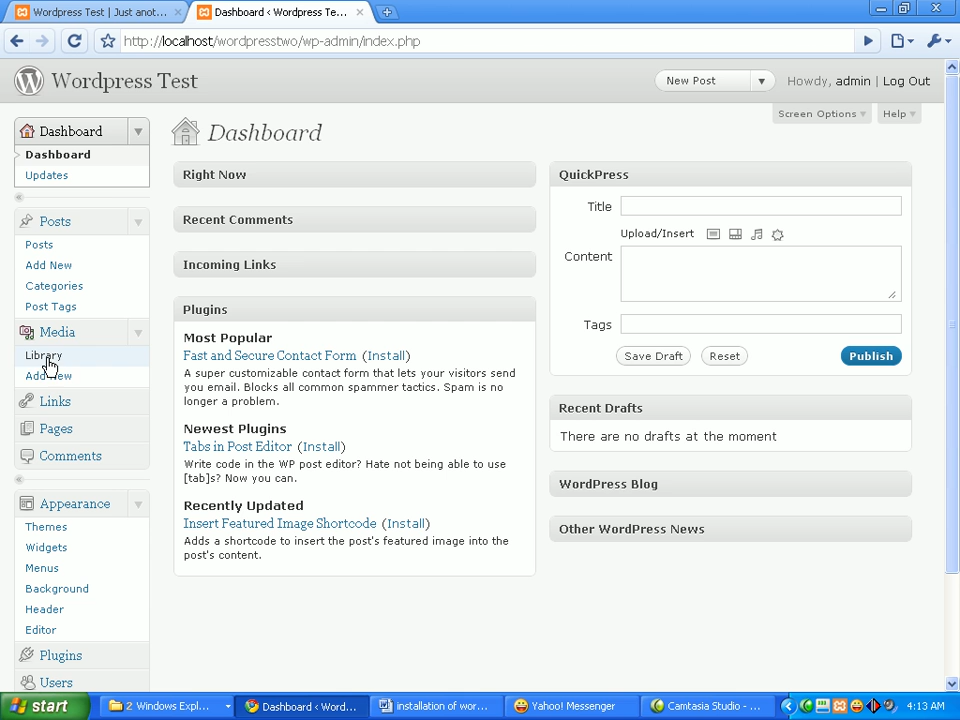 Wordpress Test | Just anot...
Dashboard ‹ Wordpress Te...
http://localhost/wordpresstwo/wp-admin/index.php
Wordpress Test
New Post
Howdy, admin | Log Out
Screen Options
Help
Dashboard
Dashboard
Updates
Posts
Posts
Add New
Categories
Post Tags
Media
Library
Add New
Links
Pages
Comments
Appearance
Themes
Widgets
Menus
Background
Header
Editor
Plugins
Users
Dashboard
Right Now
Recent Comments
Incoming Links
Plugins
Most Popular
Fast and Secure Contact Form (Install)
A super customizable contact form that lets your visitors send
you email. Blocks all common spammer tactics. Spam is no
longer a problem.
Newest Plugins
Tabs in Post Editor (Install)
Write code in the WP post editor? Hate not being able to use
[tab]s? Now you can.
Recently Updated
Insert Featured Image Shortcode (Install)
Adds a shortcode to insert the post's featured image into the
post's content.
QuickPress
Title
Upload/Insert
Content
Tags
Save Draft
Reset
Publish
Recent Drafts
There are no drafts at the moment
WordPress Blog
Other WordPress News
start
2 Windows Expl...
Dashboard ‹ Word...
installation of wor...
Yahoo! Messenger
Camtasia Studio - ...
4:13 AM